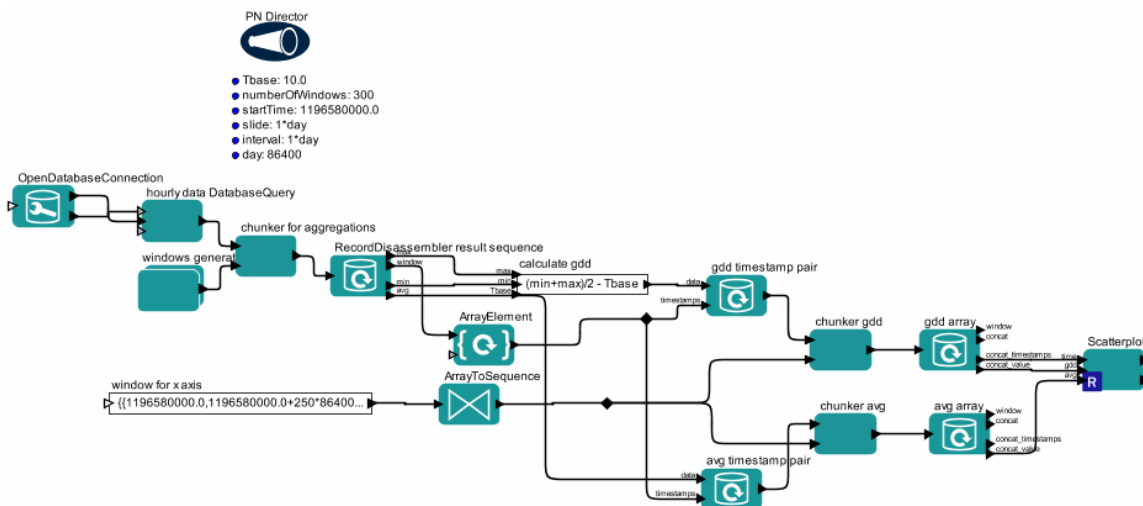 PN Director
Tbase: 10.0
numberOfWindows: 300
startTime: 1196580000.0
slide: 1*day
interval: 1*day
day: 86400
OpenDatabaseConnection
hourly data DatabaseQuery
chunker for aggregations
windows generat
RecordDisassembler result sequence
max
window
min
avg
calculate gdd
max
min
Tbase
(min+max)/2 - Tbase
gdd timestamp pair
data
timestamps
ArrayElement
chunker gdd
gdd array
window
concat
concat_timestamps
concat_value
Scatterplot
time
gdd
avg
R
window for x axis
{{1196580000.0,1196580000.0+250*86400...
ArrayToSequence
chunker avg
avg array
window
concat
concat_timestamps
concat_value
avg timestamp pair
data
timestamps